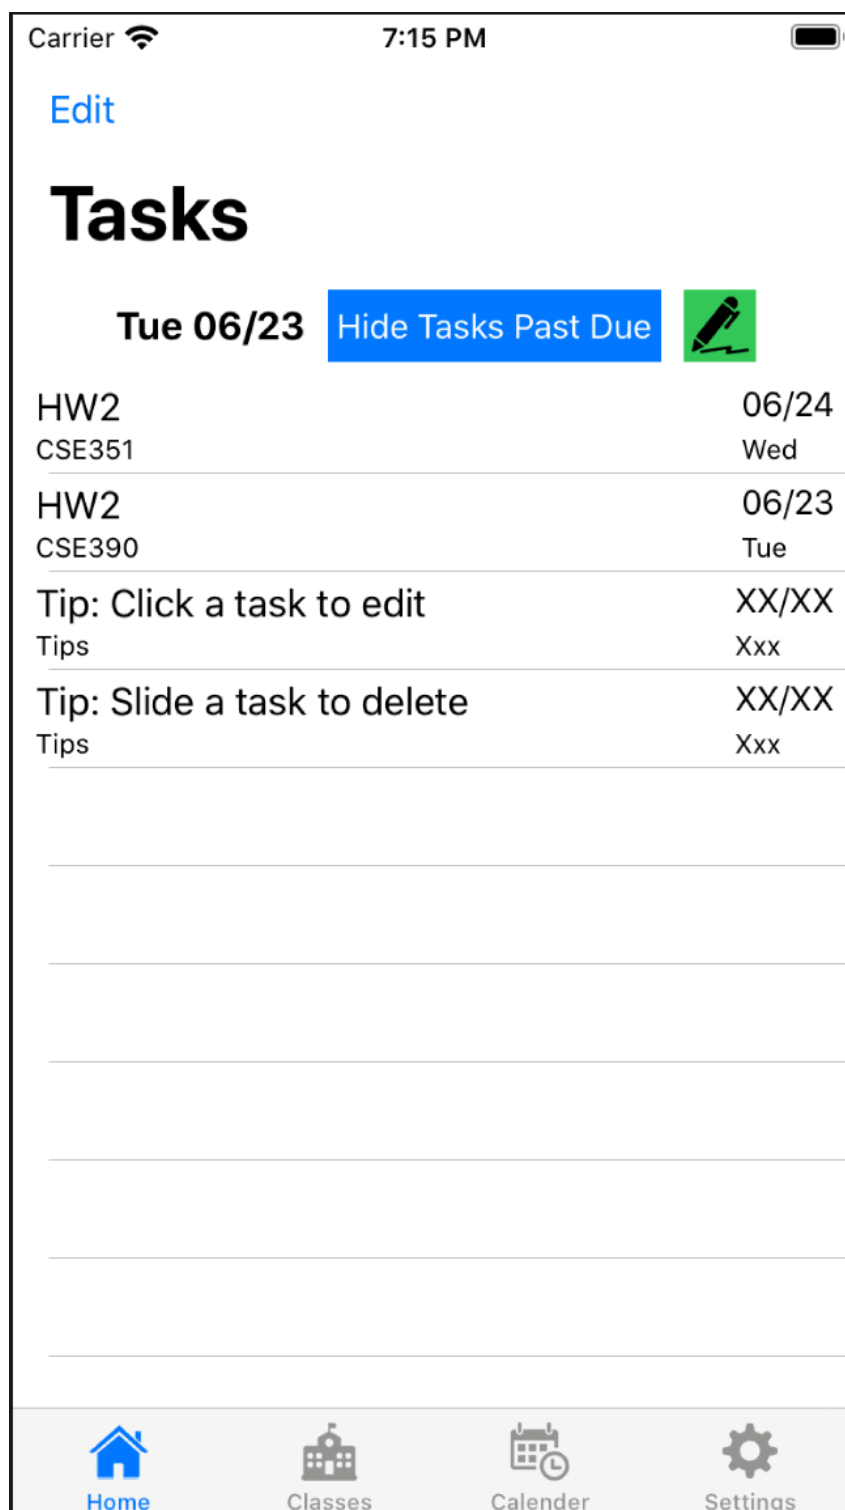 Carrier 7:15 PM
Edit
Tasks
Tue 06/23 Hide Tasks Past Due
HW2 06/24
CSE351 Wed
HW2 06/23
CSE390 Tue
Tip: Click a task to edit XX/XX
Tips Xxx
Tip: Slide a task to delete XX/XX
Tips Xxx
Home Classes Calender Settings